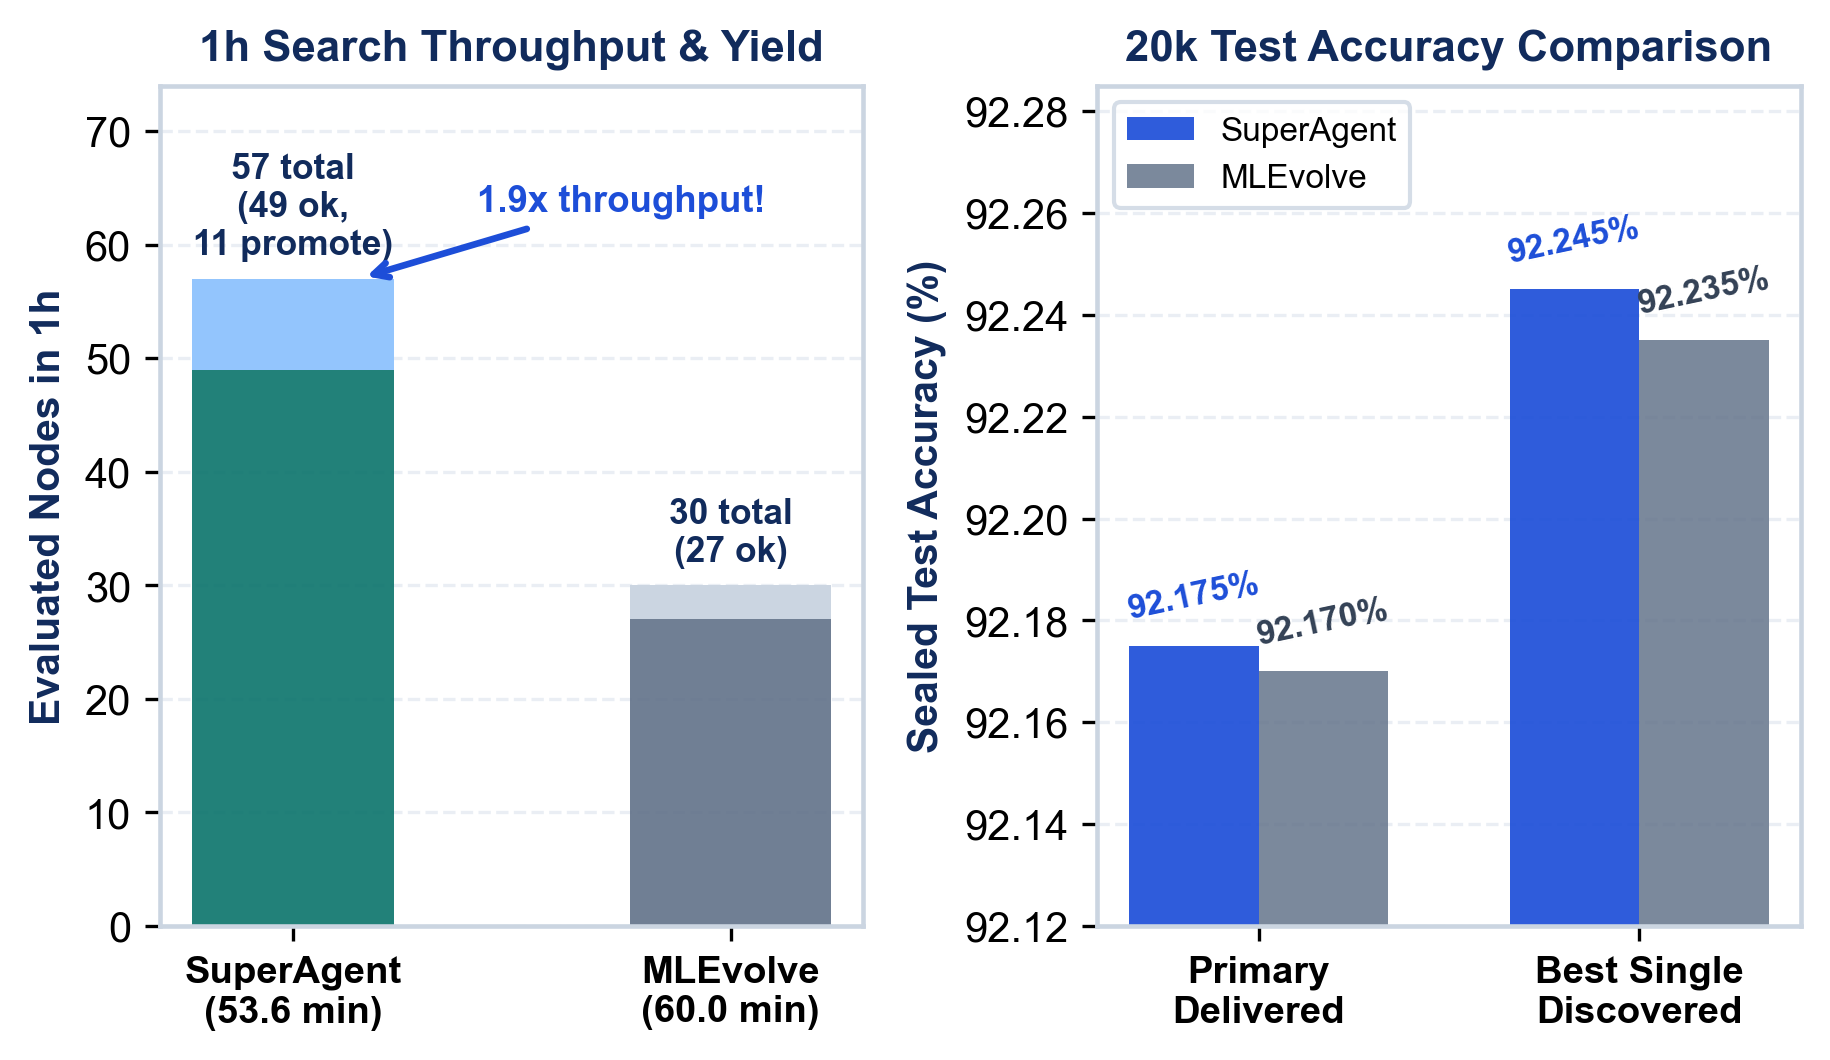 1h Search Throughput & Yield
Evaluated Nodes in 1h
70
60
50
40
30
20
10
0
57 total
(49 ok,
11 promote)
1.9x throughput!
30 total
(27 ok)
SuperAgent
(53.6 min)
MLEvolve
(60.0 min)
20k Test Accuracy Comparison
Sealed Test Accuracy (%)
92.28
92.26
92.24
92.22
92.20
92.18
92.16
92.14
92.12
SuperAgent
MLEvolve
92.175%
92.170%
92.245%
92.235%
Primary
Delivered
Best Single
Discovered